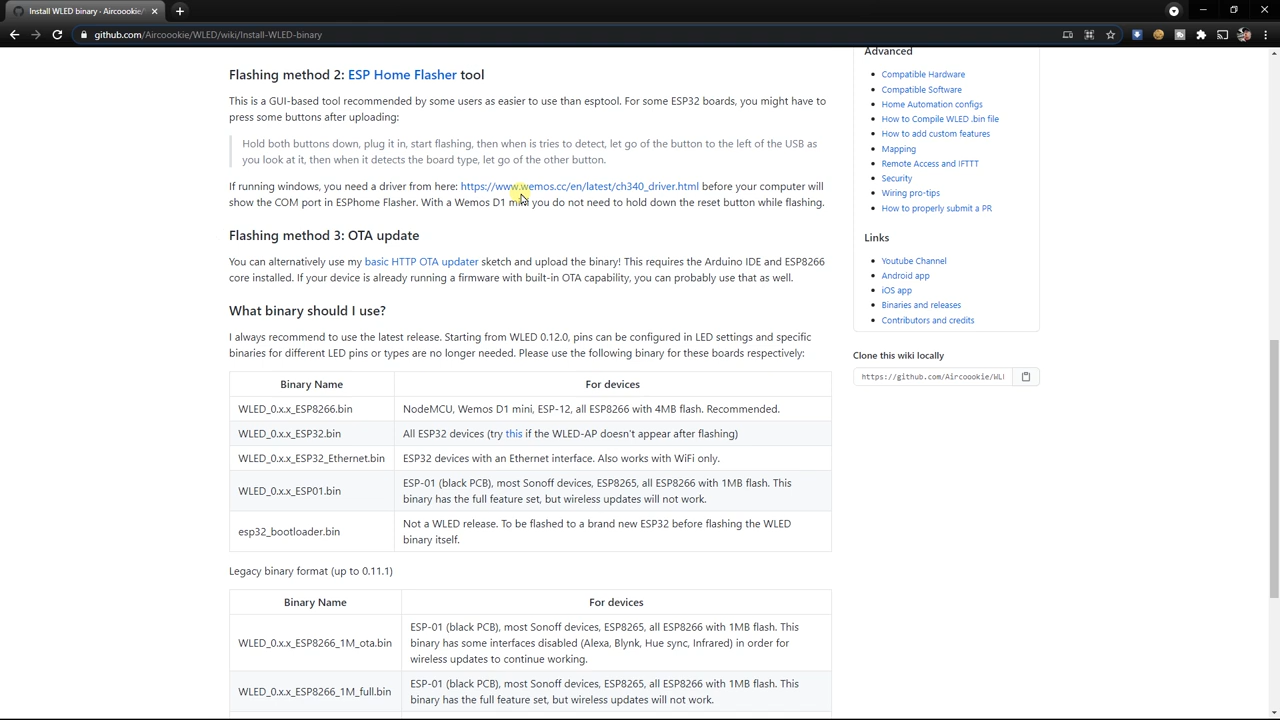 Install WLED binary · Aircoookie/
github.com/Aircoookie/WLED/wiki/Install-WLED-binary
Flashing method 2: ESP Home Flasher tool
This is a GUI-based tool recommended by some users as easier to use than esptool. For some ESP32 boards, you might have to
press some buttons after uploading:
Hold both buttons down, plug it in, start flashing, then when is tries to detect, let go of the button to the left of the USB as
you look at it, then when it detects the board type, let go of the other button.
If running windows, you need a driver from here: https://www.wemos.cc/en/latest/ch340_driver.html before your computer will
show the COM port in ESPhome Flasher. With a Wemos D1 mini you do not need to hold down the reset button while flashing.
Flashing method 3: OTA update
You can alternatively use my basic HTTP OTA updater sketch and upload the binary! This requires the Arduino IDE and ESP8266
core installed. If your device is already running a firmware with built-in OTA capability, you can probably use that as well.
What binary should I use?
I always recommend to use the latest release. Starting from WLED 0.12.0, pins can be configured in LED settings and specific
binaries for different LED pins or types are no longer needed. Please use the following binary for these boards respectively:
Binary Name For devices
WLED_0.x.x_ESP8266.bin NodeMCU, Wemos D1 mini, ESP-12, all ESP8266 with 4MB flash. Recommended.
WLED_0.x.x_ESP32.bin All ESP32 devices (try this if the WLED-AP doesn't appear after flashing)
WLED_0.x.x_ESP32_Ethernet.bin ESP32 devices with an Ethernet interface. Also works with WiFi only.
WLED_0.x.x_ESP01.bin ESP-01 (black PCB), most Sonoff devices, ESP8265, all ESP8266 with 1MB flash. This
binary has the full feature set, but wireless updates will not work.
esp32_bootloader.bin Not a WLED release. To be flashed to a brand new ESP32 before flashing the WLED
binary itself.
Legacy binary format (up to 0.11.1)
Binary Name For devices
WLED_0.x.x_ESP8266_1M_ota.bin ESP-01 (black PCB), most Sonoff devices, ESP8265, all ESP8266 with 1MB flash. This
binary has some interfaces disabled (Alexa, Blynk, Hue sync, Infrared) in order for
wireless updates to continue working.
WLED_0.x.x_ESP8266_1M_full.bin ESP-01 (black PCB), most Sonoff devices, ESP8265, all ESP8266 with 1MB flash. This
binary has the full feature set, but wireless updates will not work.
Advanced
Compatible Hardware
Compatible Software
Home Automation configs
How to Compile WLED .bin file
How to add custom features
Mapping
Remote Access and IFTTT
Security
Wiring pro-tips
How to properly submit a PR
Links
Youtube Channel
Android app
iOS app
Binaries and releases
Contributors and credits
Clone this wiki locally
https://github.com/Aircoookie/WLI